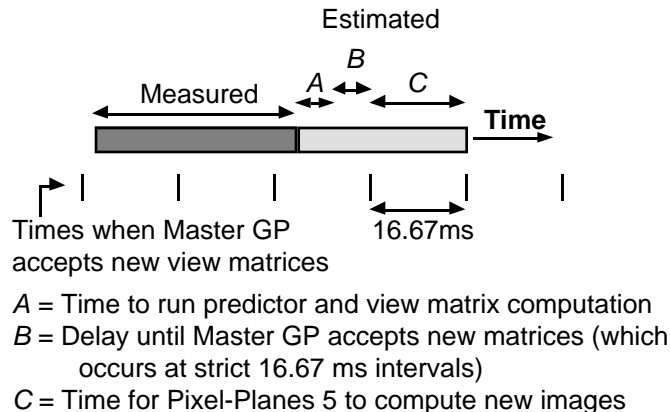 Estimated
B
A
C
Measured
Time
Times when Master GP
accepts new view matrices
16.67ms
A = Time to run predictor and view matrix computation
B = Delay until Master GP accepts new matrices (which
occurs at strict 16.67 ms intervals)
C = Time for Pixel-Planes 5 to compute new images